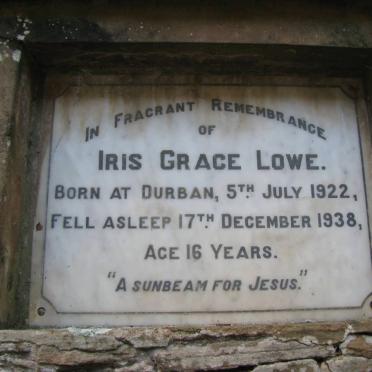 In Fragrant Remembrance
of
Iris Grace Lowe.
Born at Durban, 5th July 1922,
Fell asleep 17th December 1938,
Age 16 Years.
"A sunbeam for Jesus."